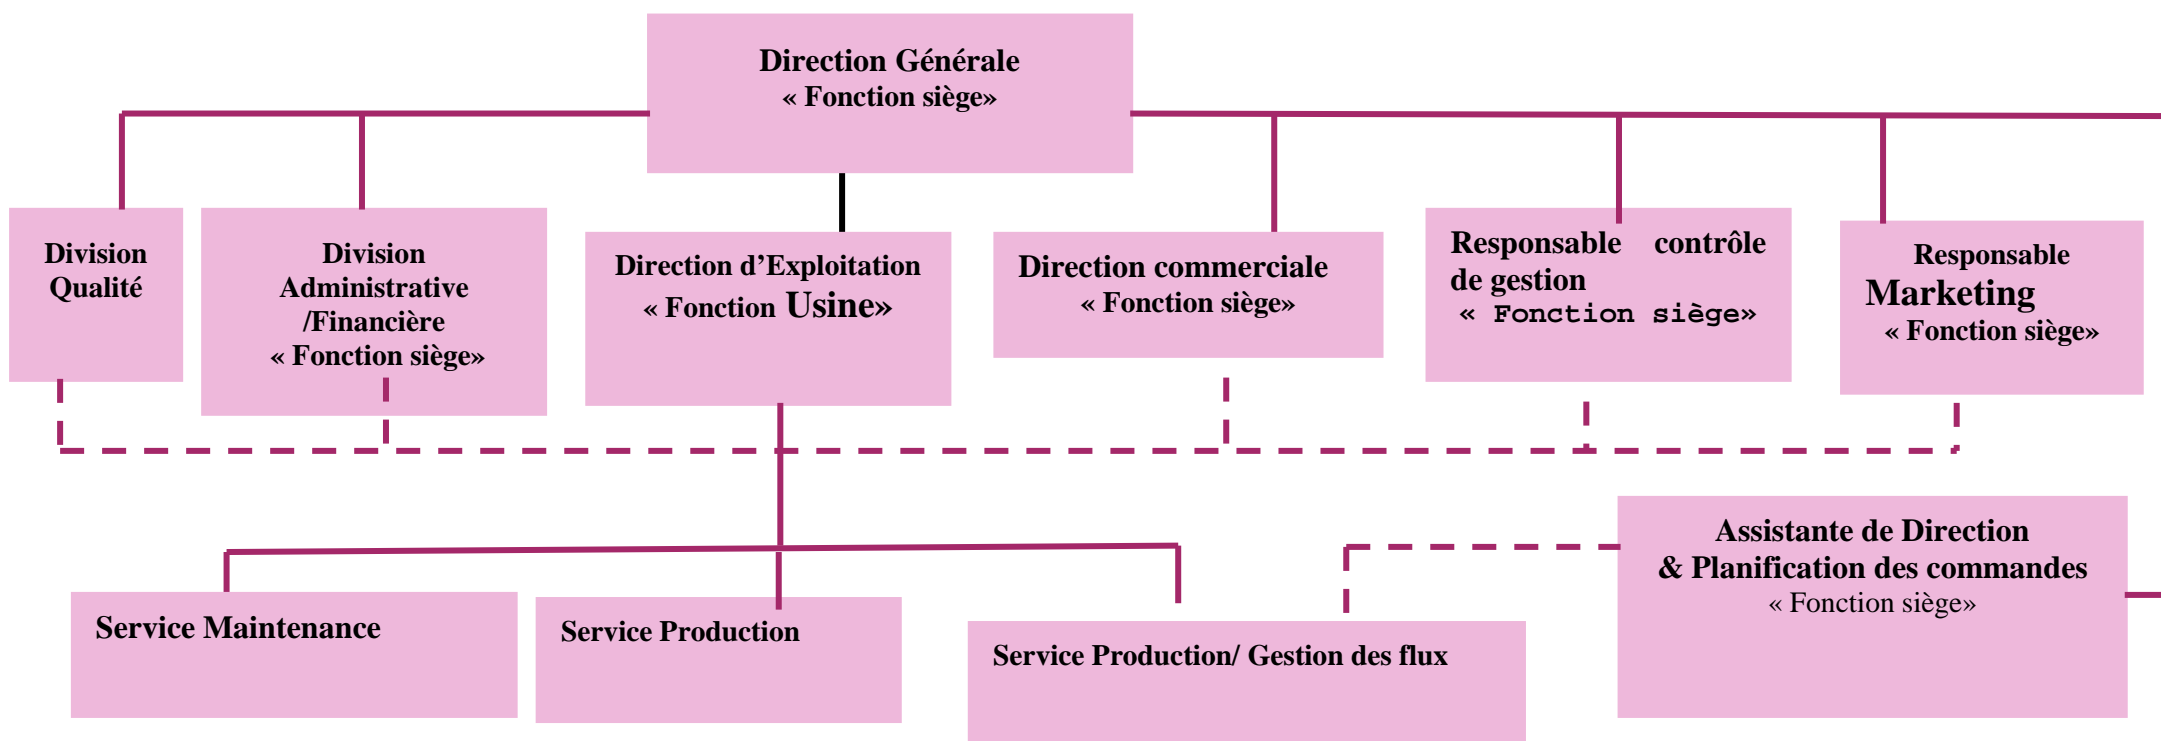 Direction Générale
« Fonction siège»
Division
Qualité
Division
Administrative
/Financière
« Fonction siège»
Direction d’Exploitation
« Fonction Usine»
Direction commerciale
« Fonction siège»
Responsable contrôle
de gestion
« Fonction siège»
Responsable
Marketing
« Fonction siège»
Assistante de Direction
& Planification des commandes
« Fonction siège»
Service Maintenance
Service Production
Service Production/ Gestion des flux